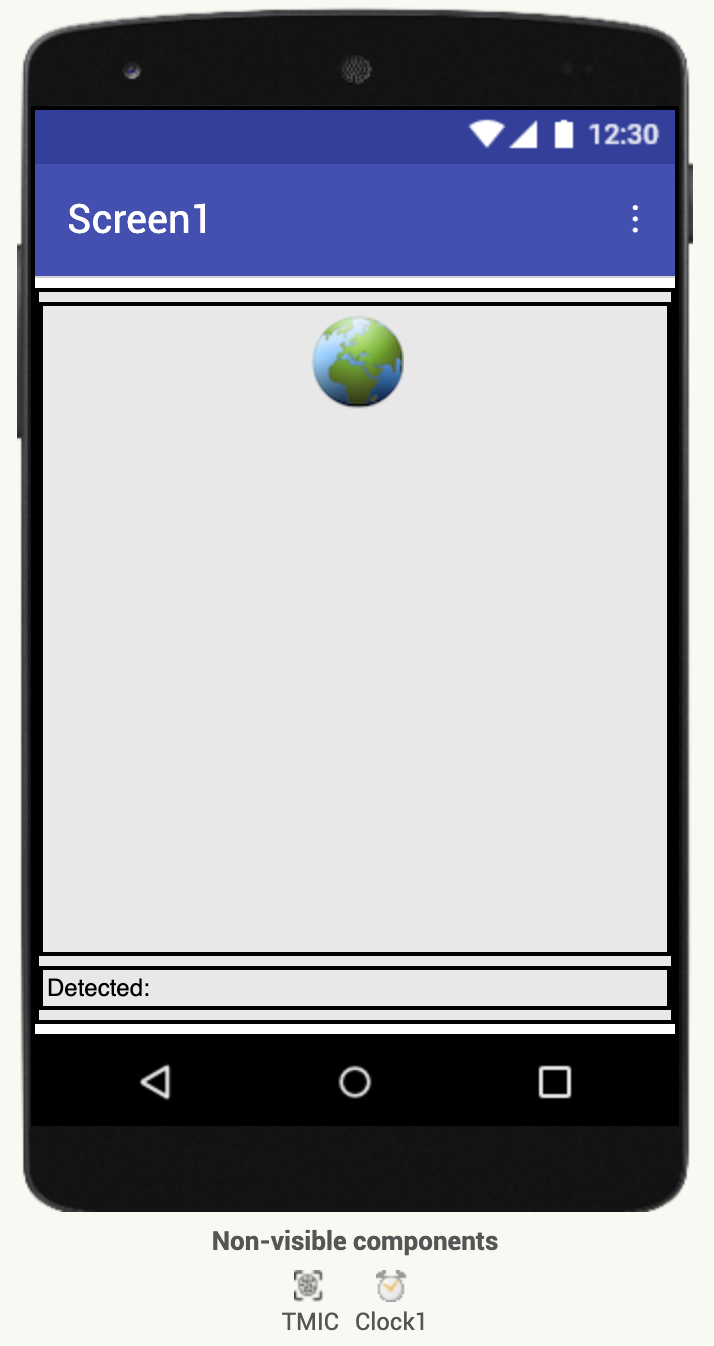 12:30
Screen1
Detected:
Non-visible components
TMIC Clock1